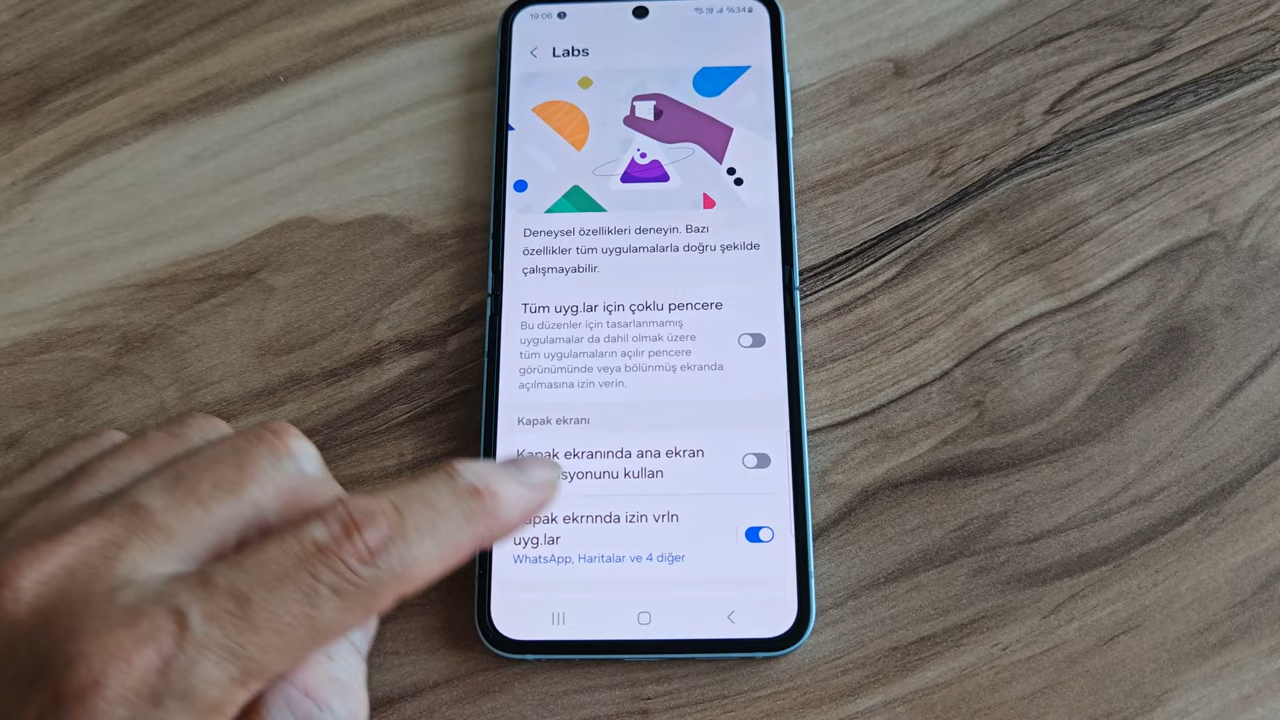 19:06
%34
Labs
Deneysel özellikleri deneyin. Bazı
özellikler tüm uygulamalarla doğru şekilde
çalışmayabilir.
Tüm uyg.lar için çoklu pencere
Bu düzenler için tasarlanmamış
uygulamalar da dahil olmak üzere
tüm uygulamaların açılır pencere
görünümünde veya bölünmüş ekranda
açılmasına izin verin.
Kapak ekranı
Kapak ekranında ana ekran
kullan
ekrnnda izin vrln
uyg.lar
WhatsApp, Haritalar ve 4 diğer